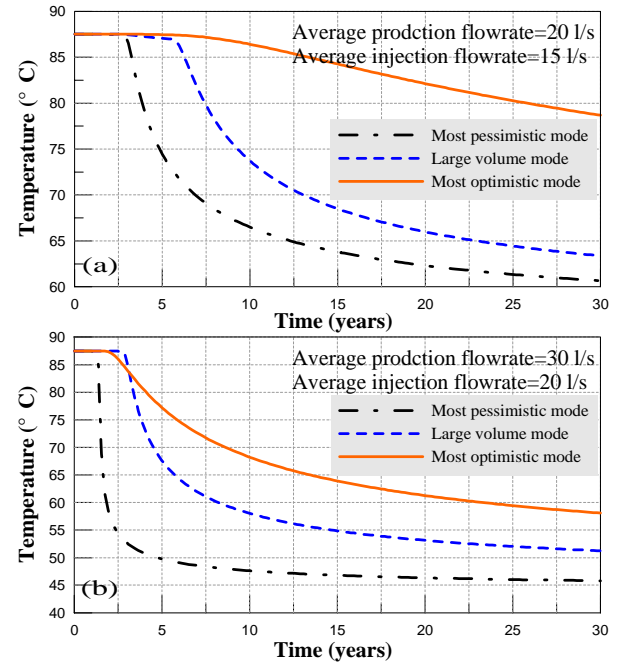 90
85
80
75
70
65
60
Temperature (° C)
Average prodction flowrate=20 l/s
Average injection flowrate=15 l/s
Most pessimistic mode
Large volume mode
Most optimistic mode
(a)
0 5 10 15 20 25 30
Time (years)
90
85
80
75
70
65
60
55
50
45
40
Temperature (° C)
Average prodction flowrate=30 l/s
Average injection flowrate=20 l/s
Most pessimistic mode
Large volume mode
Most optimistic mode
(b)
0 5 10 15 20 25 30
Time (years)